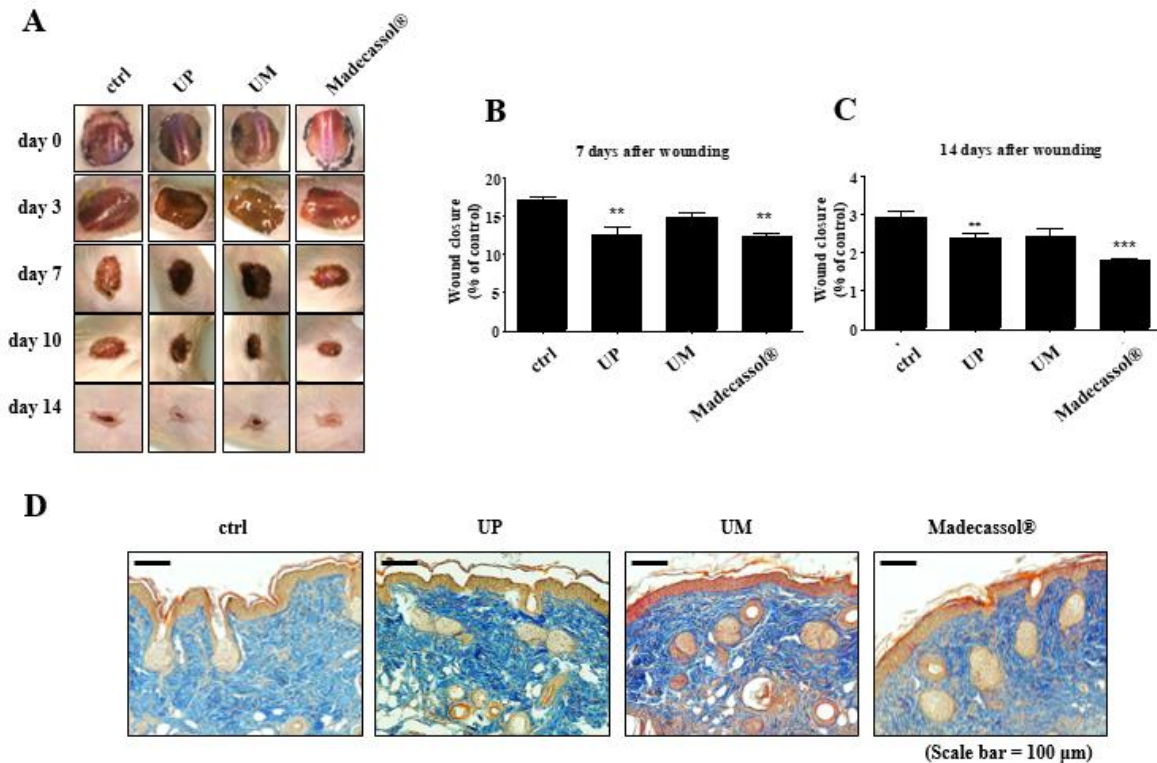 A
ctrl
UP
UM
Madecassol®
day 0
day 3
day 7
day 10
day 14
B
7 days after wounding
Wound closure
(% of control)
20
15
10
5
0
**
**
ctrl
UP
UM
Madecassol®
C
14 days after wounding
Wound closure
(% of control)
4
3
2
1
0
**
***
ctrl
UP
UM
Madecassol®
D
ctrl
UP
UM
Madecassol®
(Scale bar = 100 μm)